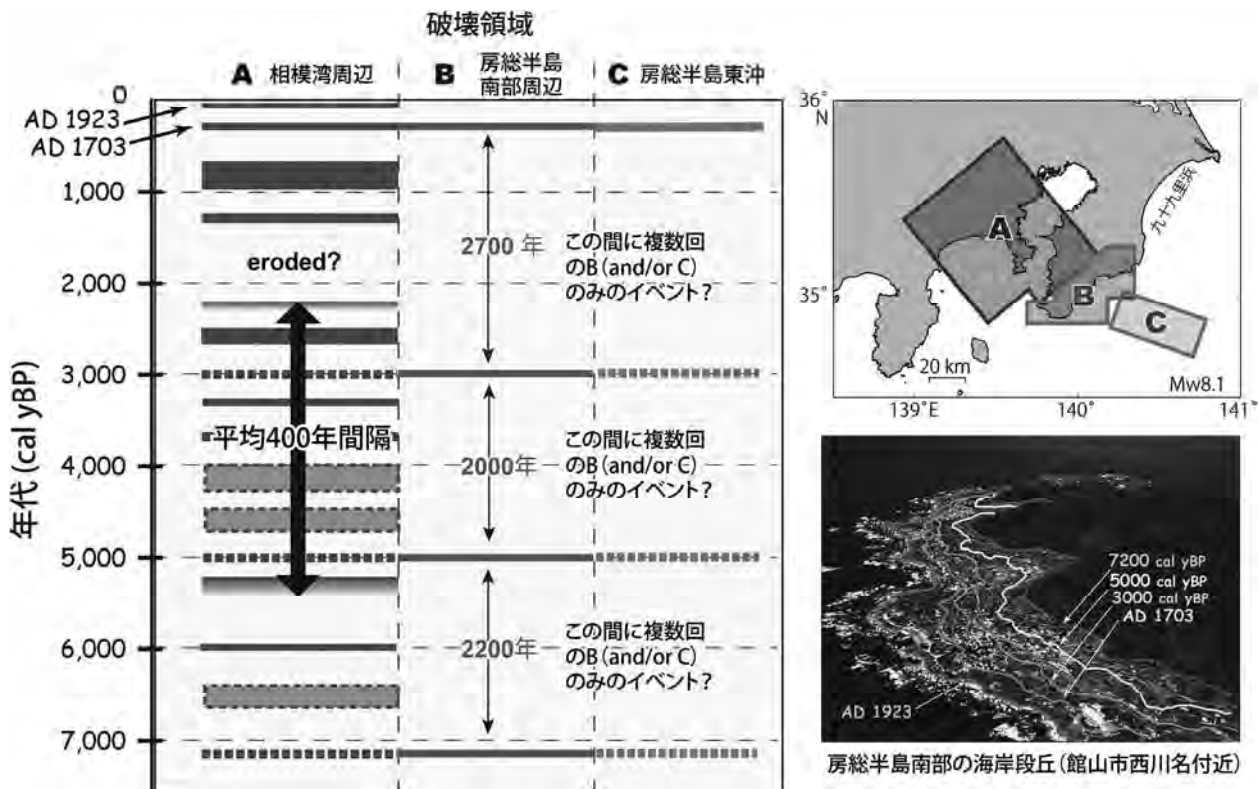 破壊領域
A 相模湾周辺
B 房総半島
南部周辺
C 房総半島東沖
年代(cal yBP)
0
AD 1923
AD 1703
1,000
2,000
3,000
4,000
5,000
6,000
7,000
eroded?
平均400年間隔
2700 年
この間に複数回
のB(and/or C)
のみのイベント？
2000年
この間に複数回
のB(and/or C)
のみのイベント？
2200年
この間に複数回
のB(and/or C)
のみのイベント？
36°
N
35°
139°E
140°
141°
A
B
C
九十九里浜
20 km
Mw8.1
7200 cal yBP
5000 cal yBP
3000 cal yBP
AD 1703
AD 1923
房総半島南部の海岸段丘(館山市西川名付近)